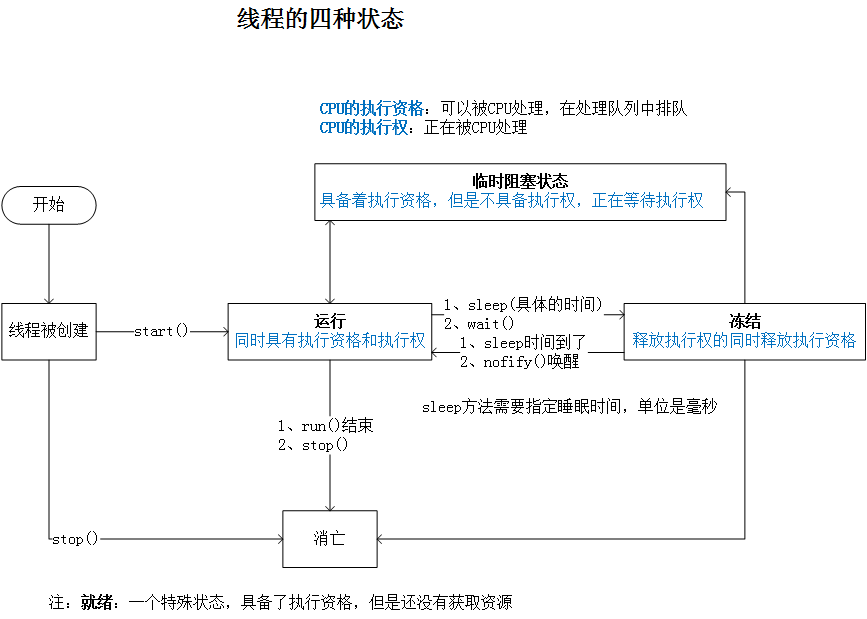 线程的四种状态
CPU的执行资格：可以被CPU处理，在处理队列中排队
CPU的执行权：正在被CPU处理
临时阻塞状态
具备着执行资格，但是不具备执行权，正在等待执行权
开始
线程被创建
start()
运行
同时具有执行资格和执行权
1、sleep(具体的时间)
2、wait()
1、sleep时间到了
2、nofify()唤醒
冻结
释放执行权的同时释放执行资格
sleep方法需要指定睡眠时间，单位是毫秒
1、run()结束
2、stop()
stop()
消亡
注：就绪：一个特殊状态，具备了执行资格，但是还没有获取资源